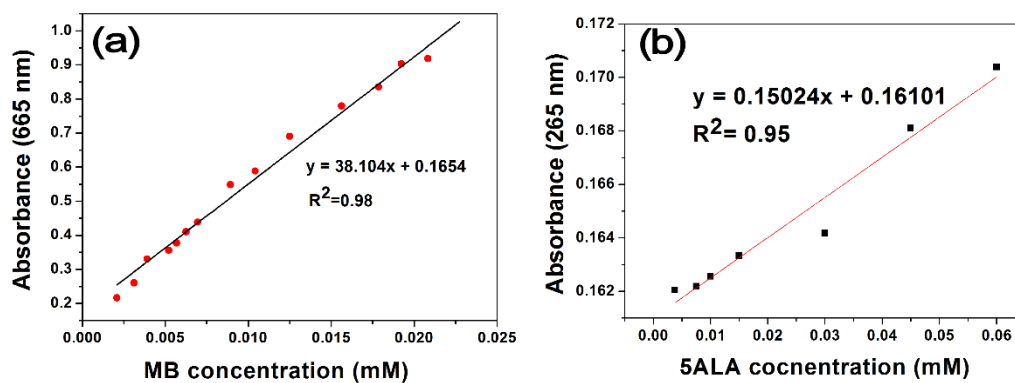 (a)
Absorbance (665 nm)
1.0
0.9
0.8
0.7
0.6
0.5
0.4
0.3
0.2
y = 38.104x + 0.1654
R²=0.98
0.000 0.005 0.010 0.015 0.020 0.025
MB concentration (mM)
(b)
Absorbance (265 nm)
0.172
0.170
0.168
0.166
0.164
0.162
y = 0.15024x + 0.16101
R²= 0.95
0.00 0.01 0.02 0.03 0.04 0.05 0.06
5ALA cocnentration (mM)